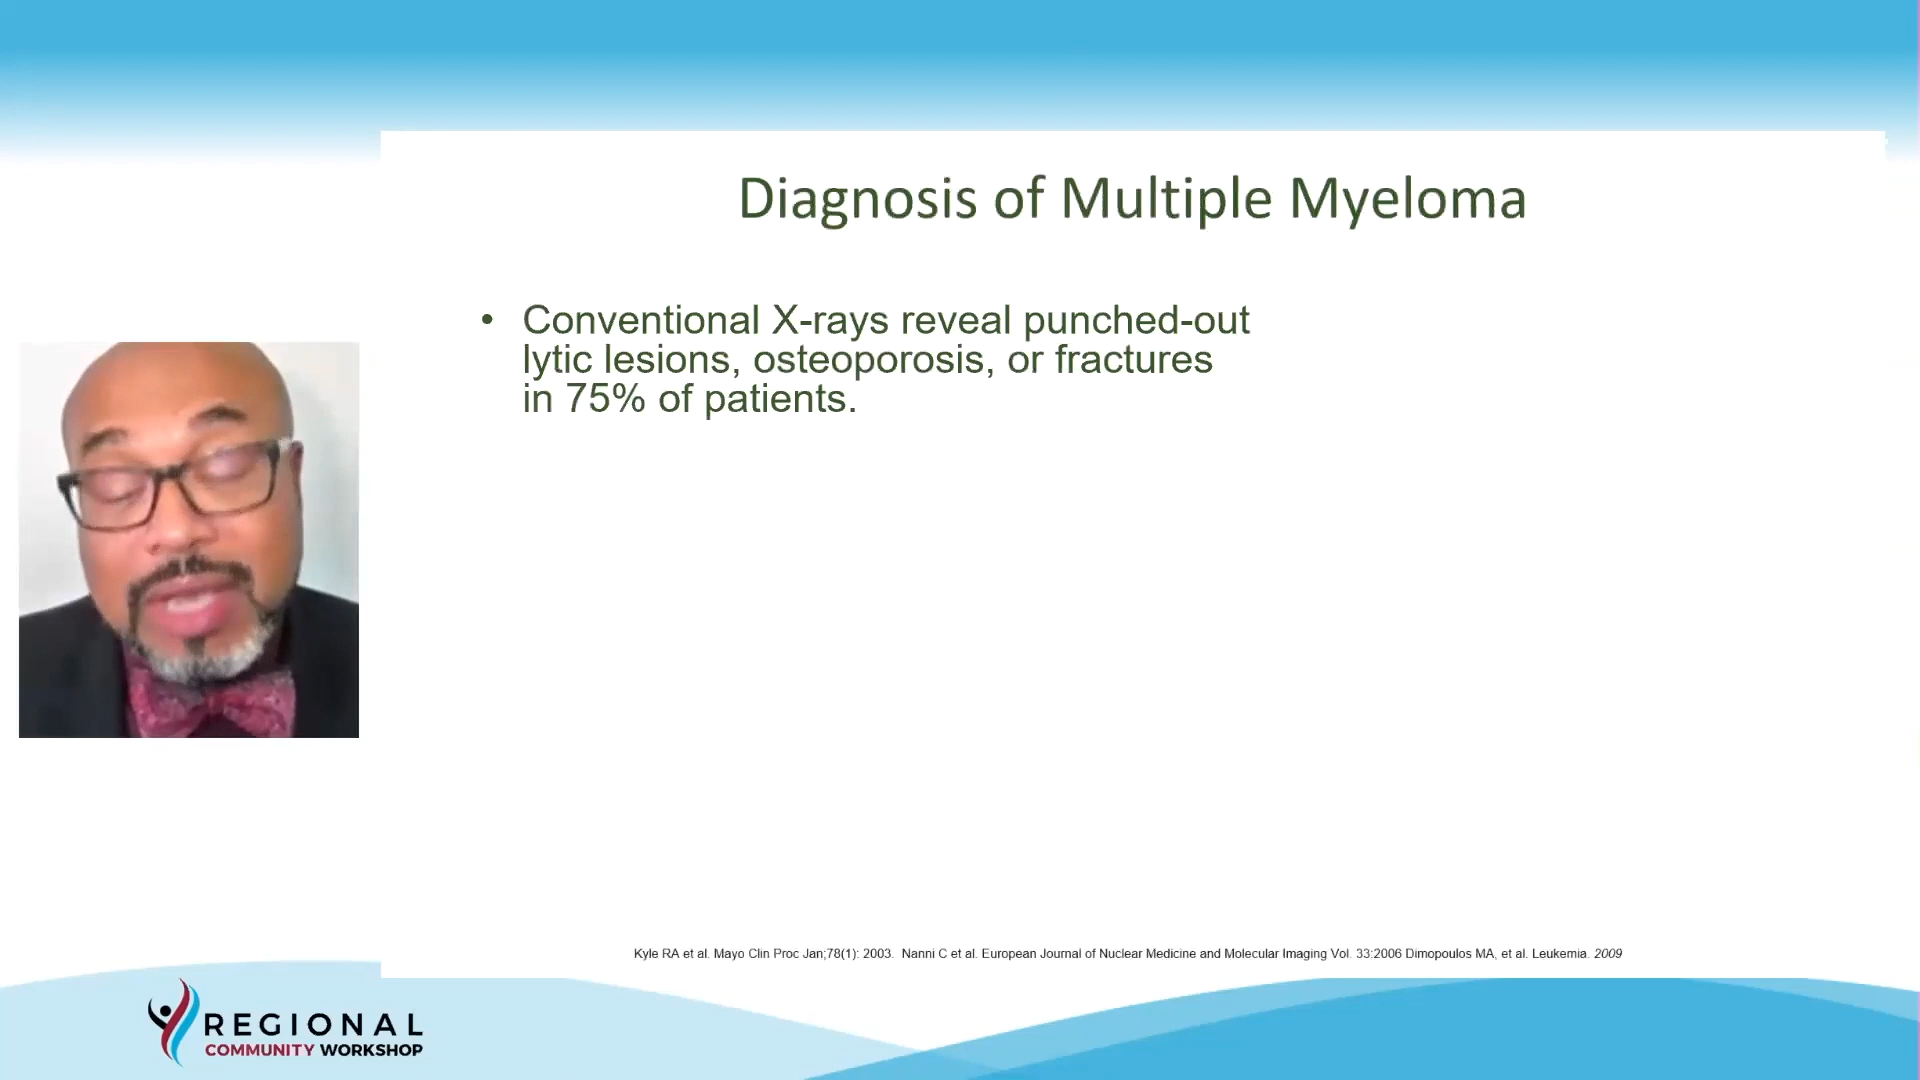 Diagnosis of Multiple Myeloma
• Conventional X-rays reveal punched-out
lytic lesions, osteoporosis, or fractures
in 75% of patients.
Kyle RA et al. Mayo Clin Proc Jan;78(1): 2003.  Nanni C et al. European Journal of Nuclear Medicine and Molecular Imaging Vol. 33:2006 Dimopoulos MA, et al. Leukemia. 2009
REGIONAL
COMMUNITY WORKSHOP